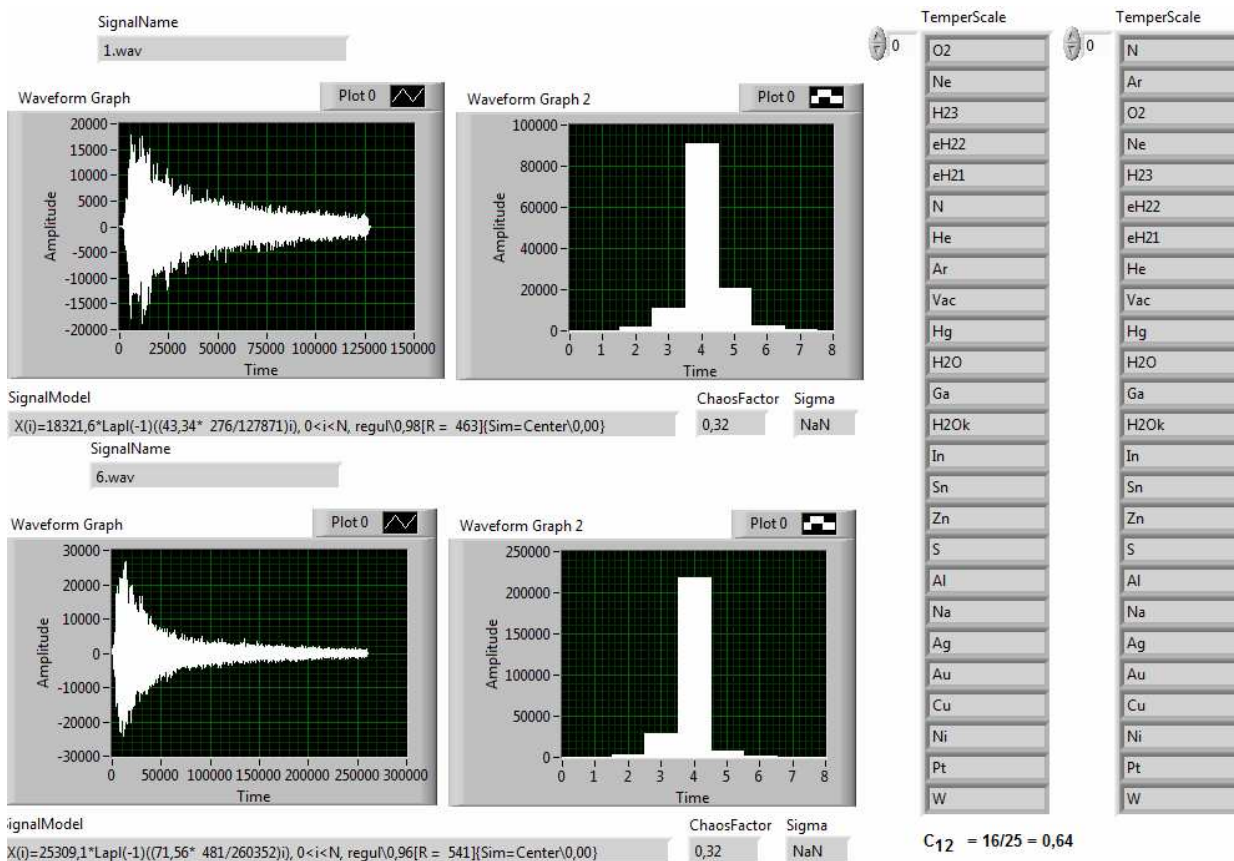 SignalName
1.wav
Waveform Graph
Plot 0
20000
15000
10000
5000
0
-5000
-10000
-15000
-20000
Amplitude
0 25000 50000 75000 100000 125000 150000
Time
Waveform Graph 2
Plot 0
100000
80000
60000
40000
20000
0
Amplitude
0 1 2 3 4 5 6 7 8
Time
SignalModel
X(i)=18321,6*Lapl(-1)((43,34* 276/127871)i), 0<i<N, regul\0,98[R = 463]{Sim=Center\0,00}
ChaosFactor
0,32
Sigma
NaN
SignalName
6.wav
Waveform Graph
Plot 0
30000
20000
10000
0
-10000
-20000
-30000
Amplitude
0 50000 100000 150000 200000 250000 300000
Time
Waveform Graph 2
Plot 0
250000
200000
150000
100000
50000
0
Amplitude
0 1 2 3 4 5 6 7 8
Time
ignalModel
X(i)=25309,1*Lapl(-1)((71,56* 481/260352)i), 0<i<N, regul\0,96[R = 541]{Sim=Center\0,00}
ChaosFactor
0,32
Sigma
NaN
TemperScale
0
O2
Ne
H23
eH22
eH21
N
He
Ar
Vac
Hg
H2O
Ga
H2Ok
In
Sn
Zn
S
Al
Na
Ag
Au
Cu
Ni
Pt
W
TemperScale
0
N
Ar
O2
Ne
H23
eH22
eH21
He
Vac
Hg
H2O
Ga
H2Ok
In
Sn
Zn
S
Al
Na
Ag
Au
Cu
Ni
Pt
W
C12 = 16/25 = 0,64